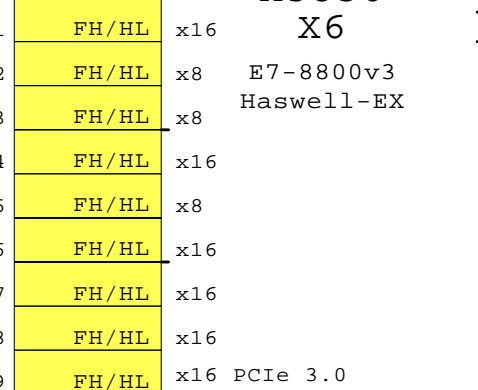 FH/HL x16 X6
FH/HL x8 E7-8800v3
Haswell-EX
FH/HL x8
FH/HL x16
FH/HL x8
FH/HL x16
FH/HL x16
FH/HL x16
FH/HL x16 PCIe 3.0